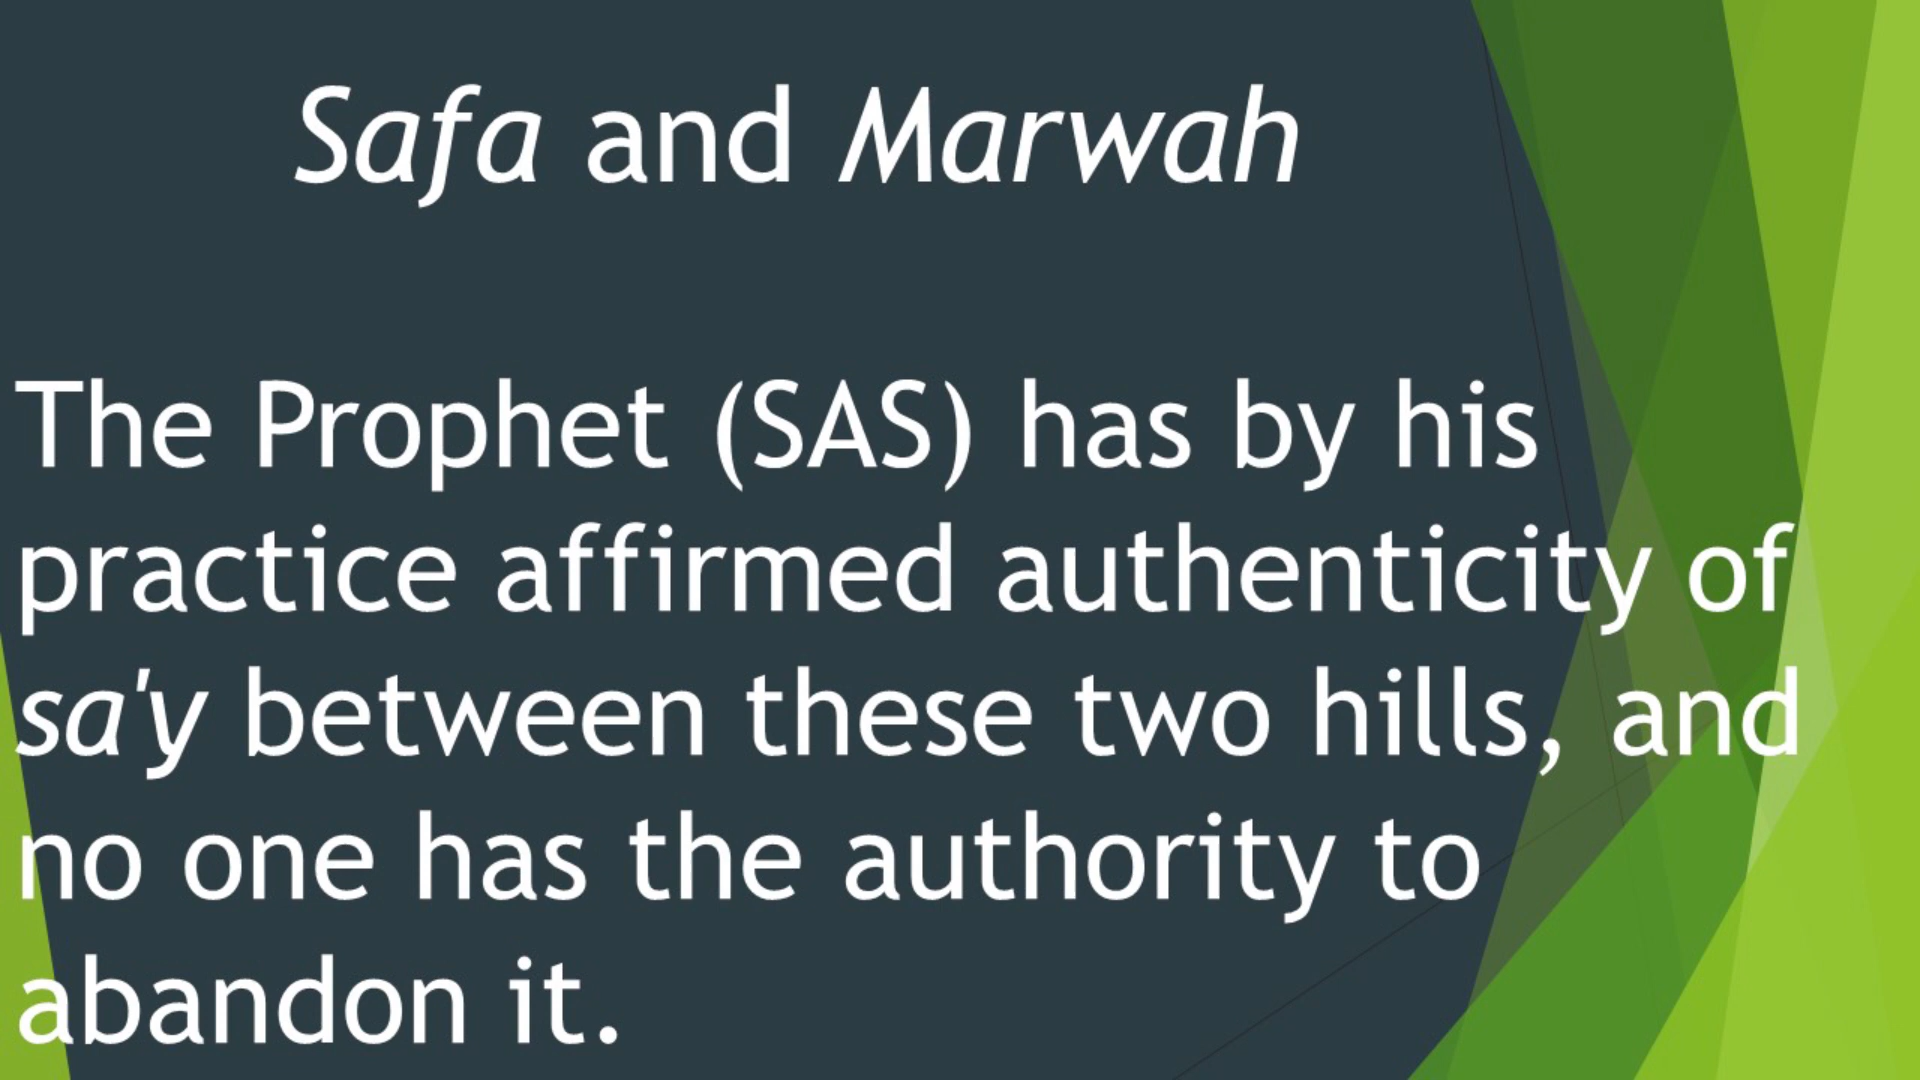 Safa and Marwah
The Prophet (SAS) has by his
practice affirmed authenticity of
sa'y between these two hills, and
no one has the authority to
abandon it.